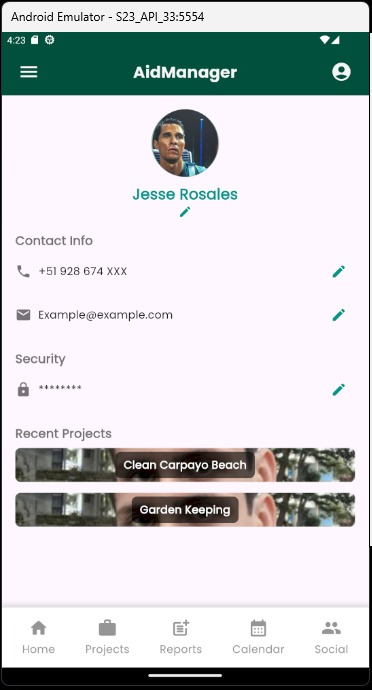 Android Emulator - S23_API_33:5554
4:23
AidManager
Jesse Rosales
Contact Info
+51 928 674 XXX
Example@example.com
Security
********
Recent Projects
Clean Carpayo Beach
Garden Keeping
Home Projects Reports Calendar Social